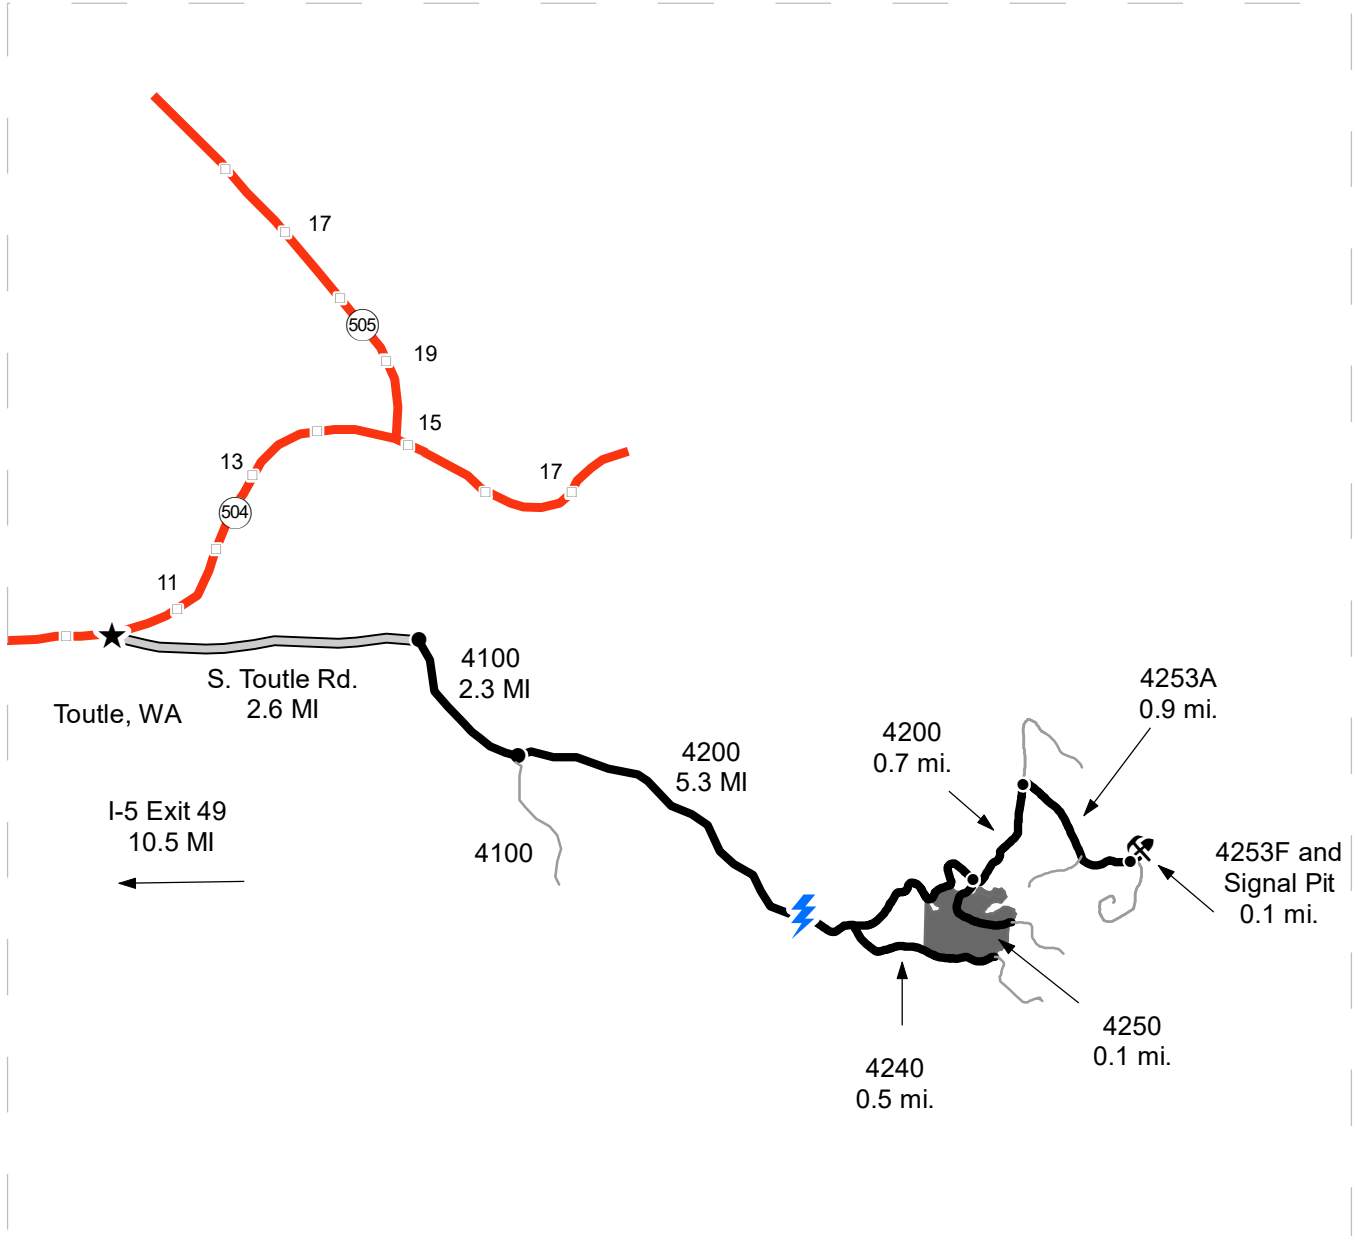 17
505
19
15
13
17
504
11
4100
2.3 MI
S. Toutle Rd.
2.6 MI
Toutle, WA
4253A
0.9 mi.
4200
0.7 mi.
4200
5.3 MI
I-5 Exit 49
10.5 MI
4100
4253F and
Signal Pit
0.1 mi.
4250
0.1 mi.
4240
0.5 mi.